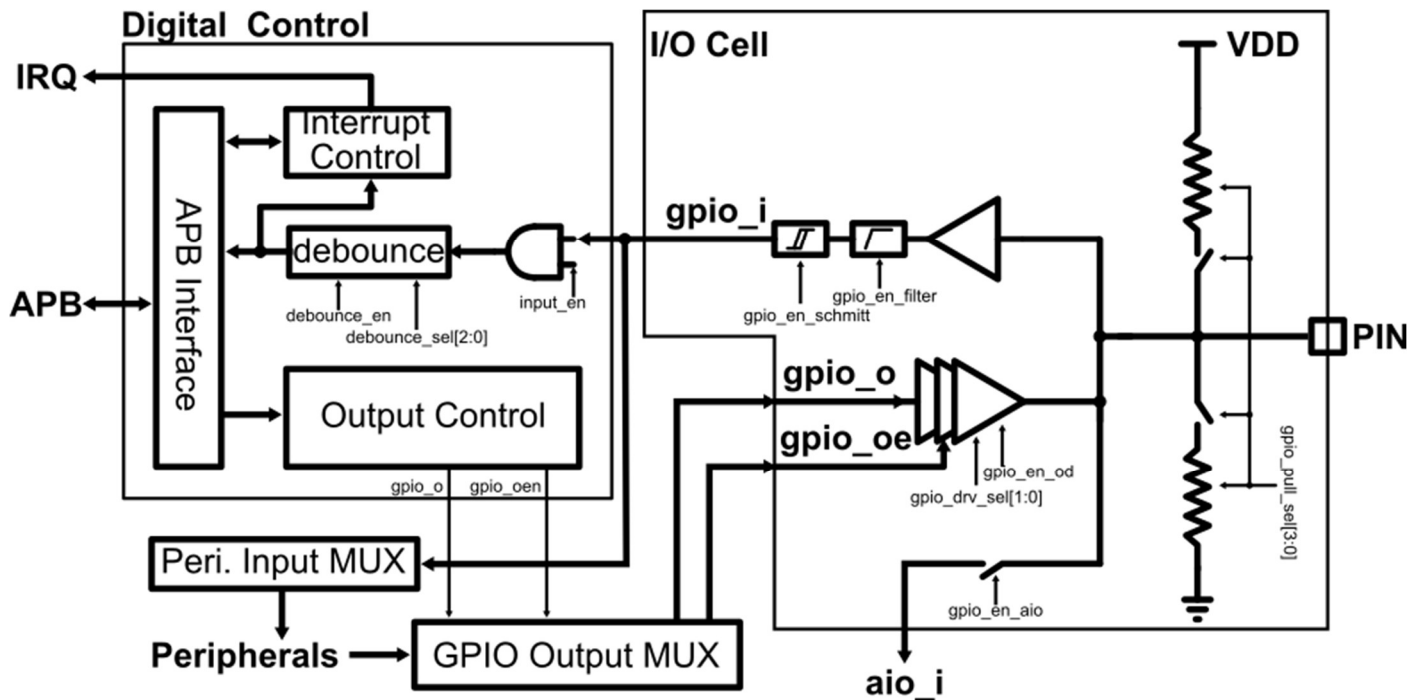 Digital Control
I/O Cell
VDD
IRQ
Interrupt
Control
gpio_i
APB Interface
debounce
input_en
gpio_en_filter
gpio_en_schmitt
APB
debounce_en
debounce_sel[2:0]
PIN
gpio_o
Output Control
gpio_oe
gpio_en_od
gpio_drv_sel[1:0]
gpio_pull_sel[3:0]
gpio_o
gpio_oen
Peri. Input MUX
gpio_en_aio
Peripherals
GPIO Output MUX
aio_i